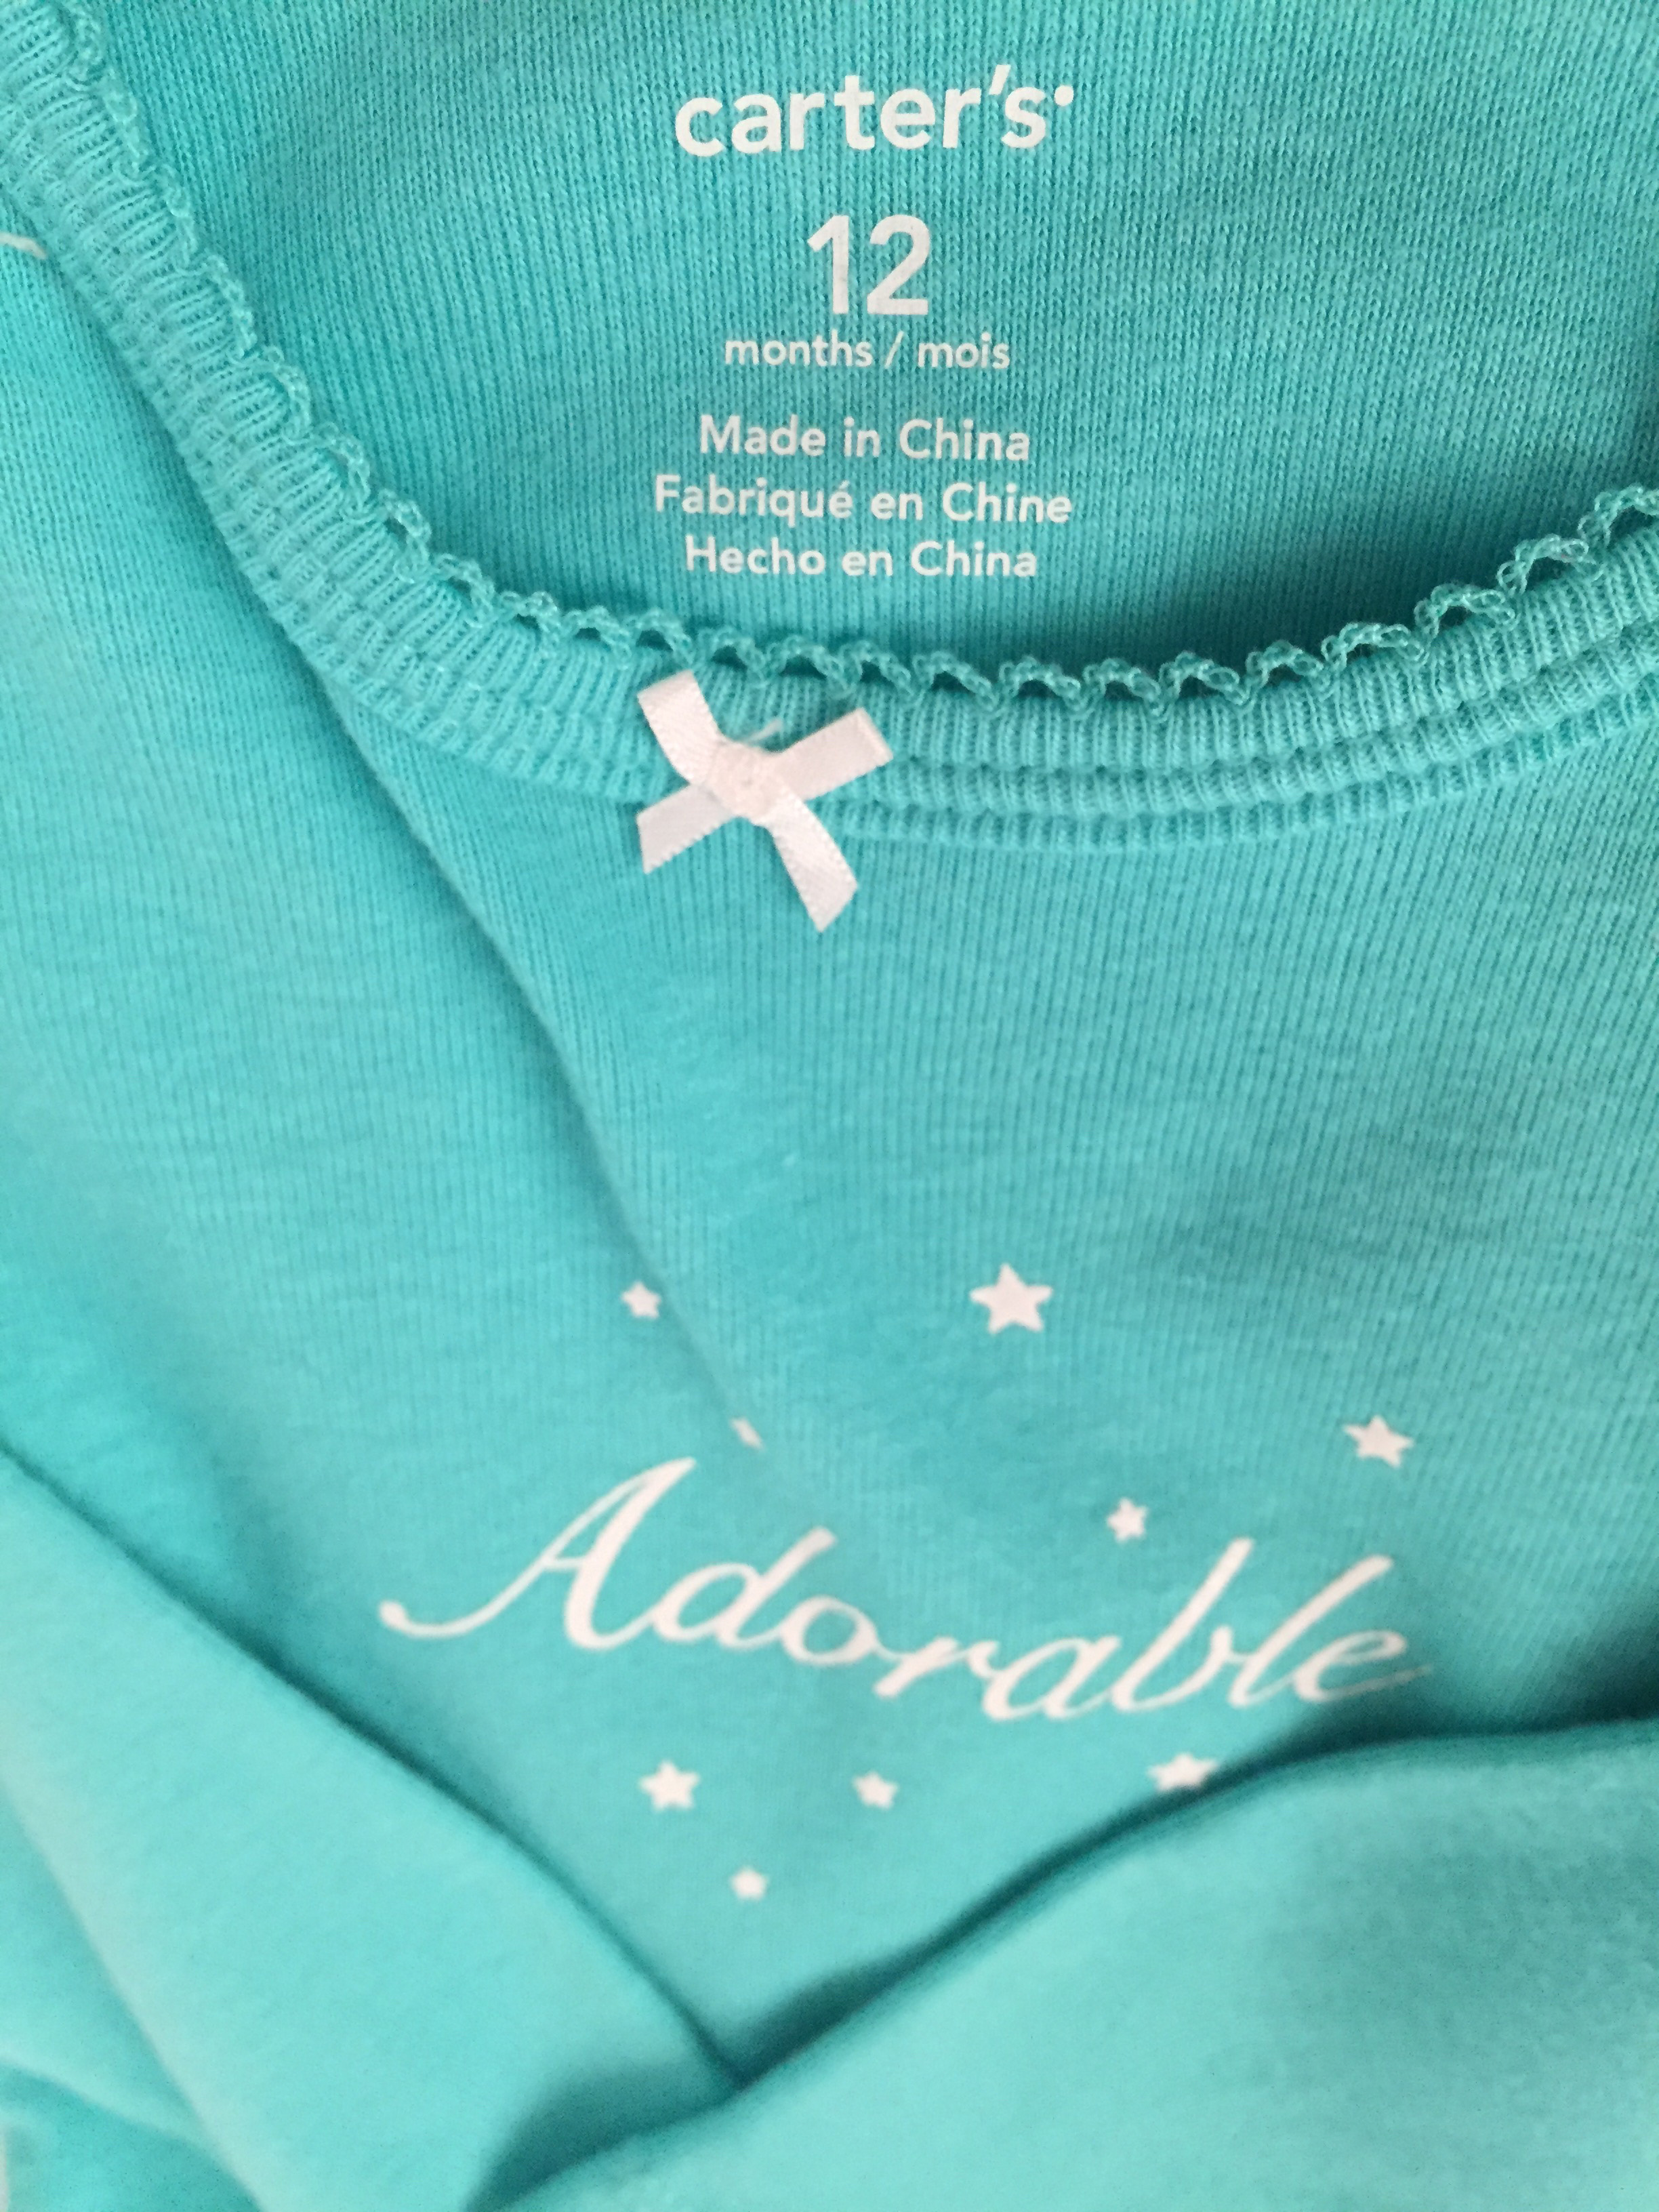 carter's
12
months / mois
Made in China
Fabriqué en Chine
Hecho en China
Adorable